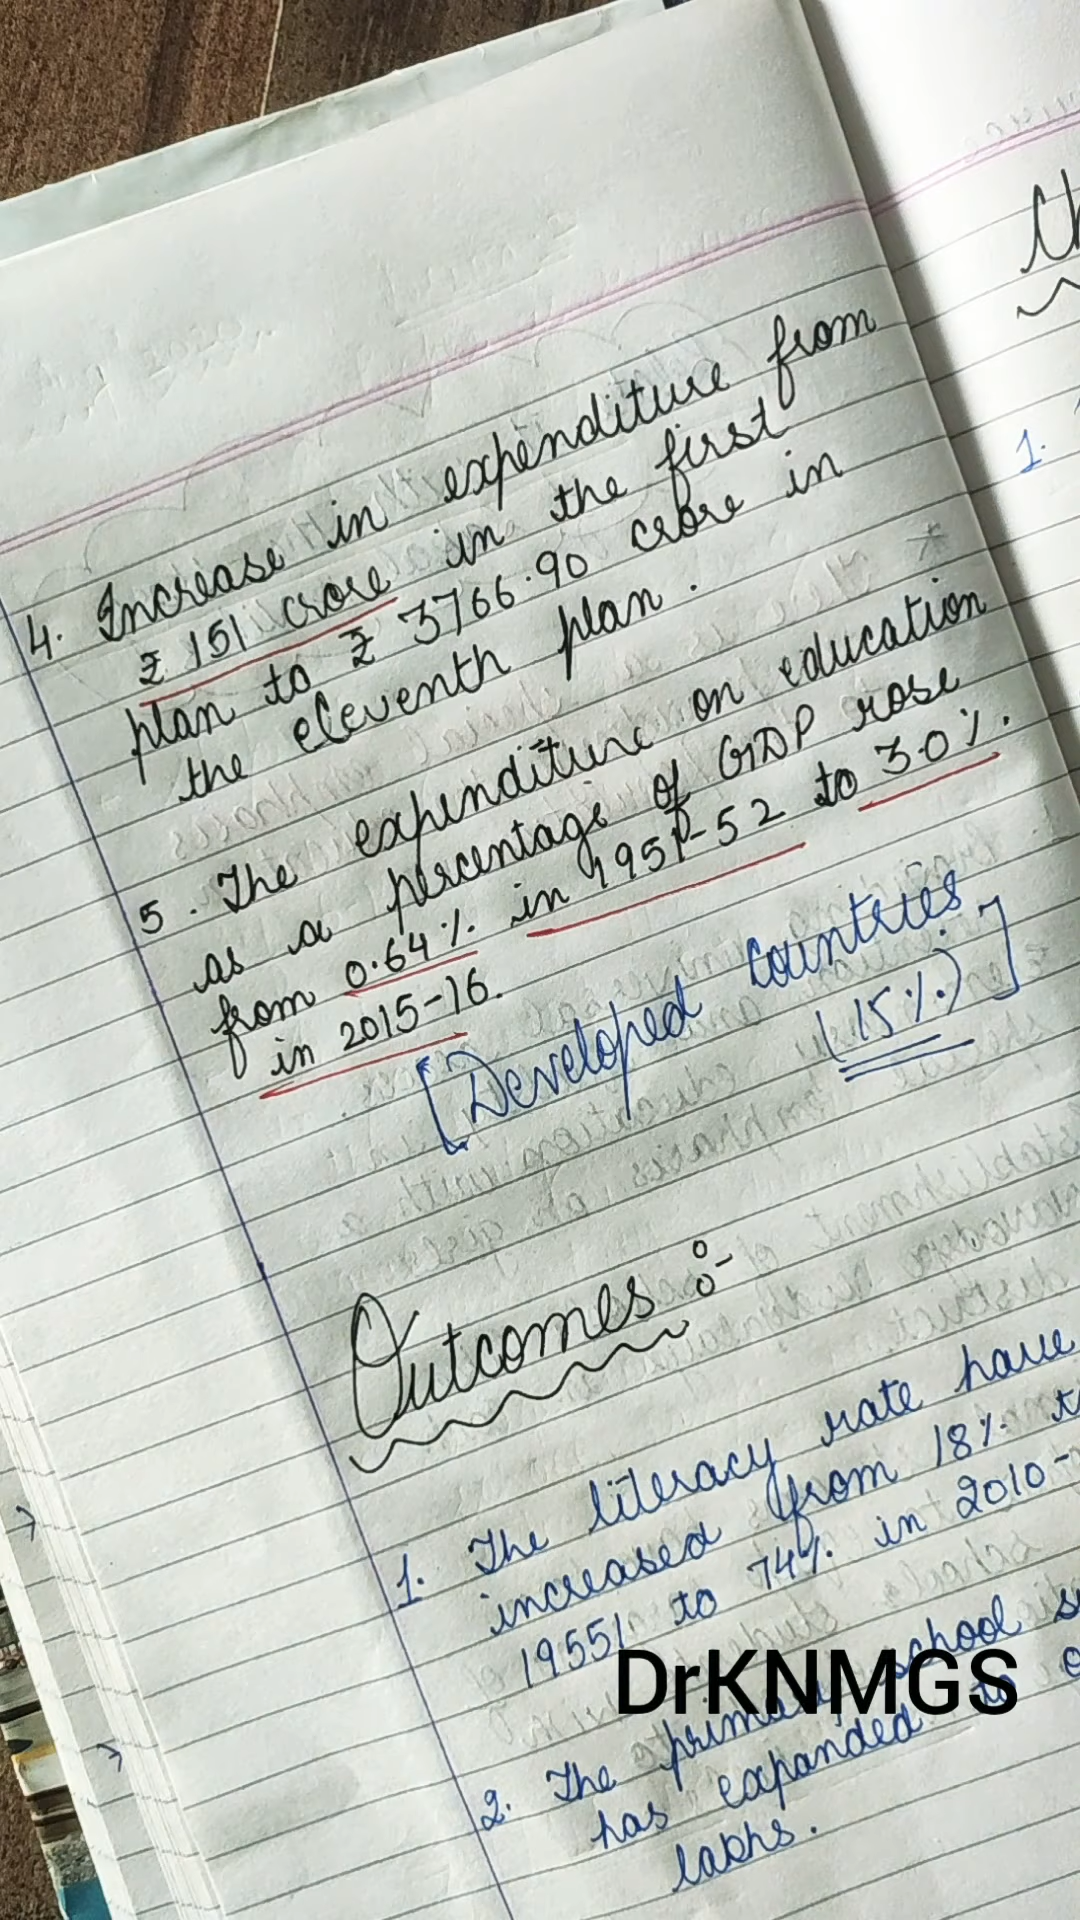 4. Increase in expenditure from
₹ 151 crore in the first
plan to ₹ 3766.90 crore in
the eleventh plan.
5. The expenditure on education
as a percentage of GDP rose
from 0.64% in 1951-52 to 3.0%.
in 2015-16.
[Developed countries
(15%.)]
Outcomes :-
1. The literacy rate have
increased from 18%
19551 to 74% in 2010-
2. The primary school
has expanded to
lakhs.
DrKNMGS
1.